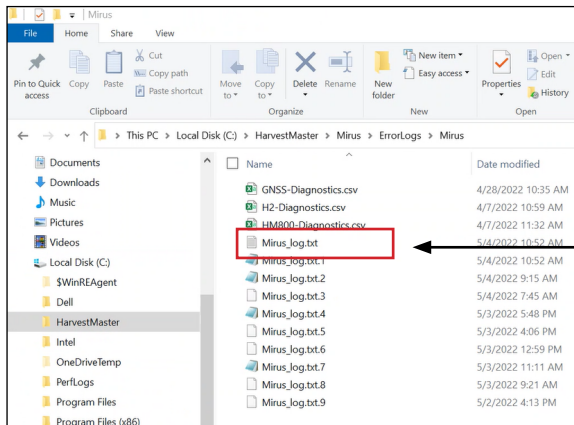 Mirus
File Home Share View
Pin to Quick access
Copy
Paste
Cut
Copy path
Paste shortcut
Clipboard
Move to
Copy to
Delete
Rename
Organize
New folder
New item
Easy access
New
Properties
Open
Edit
History
Open
This PC > Local Disk (C:) > HarvestMaster > Mirus > ErrorLogs > Mirus
Documents
Downloads
Music
Pictures
Videos
Local Disk (C:)
$WinREAgent
Dell
HarvestMaster
Intel
OneDriveTemp
PerfLogs
Program Files
Program Files (x86)
Name Date modified
GNSS-Diagnostics.csv 4/28/2022 10:35 AM
H2-Diagnostics.csv 4/7/2022 10:59 AM
HM800-Diagnostics.csv 4/7/2022 11:32 AM
Mirus_log.txt 5/4/2022 10:52 AM
Mirus_log.txt.1 5/4/2022 10:52 AM
Mirus_log.txt.2 5/4/2022 9:15 AM
Mirus_log.txt.3 5/4/2022 7:45 AM
Mirus_log.txt.4 5/3/2022 5:48 PM
Mirus_log.txt.5 5/3/2022 4:06 PM
Mirus_log.txt.6 5/3/2022 12:59 PM
Mirus_log.txt.7 5/3/2022 11:11 AM
Mirus_log.txt.8 5/3/2022 9:21 AM
Mirus_log.txt.9 5/2/2022 4:13 PM